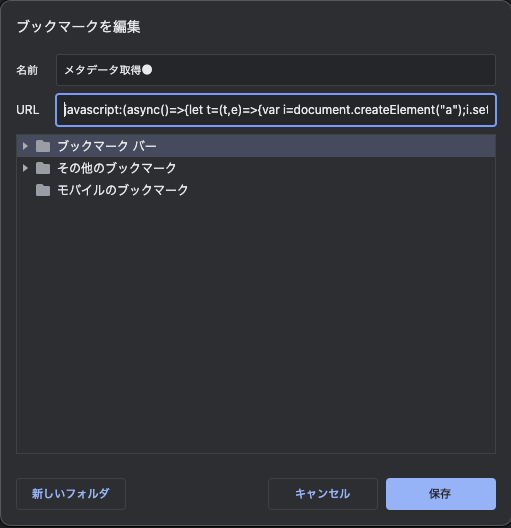 ブックマークを編集
名前 メタデータ取得●
URL javascript:(async()=>{let t=(t,e)=>{var i=document.createElement("a");i.set
ブックマーク バー
その他のブックマーク
モバイルのブックマーク
新しいフォルダ キャンセル 保存